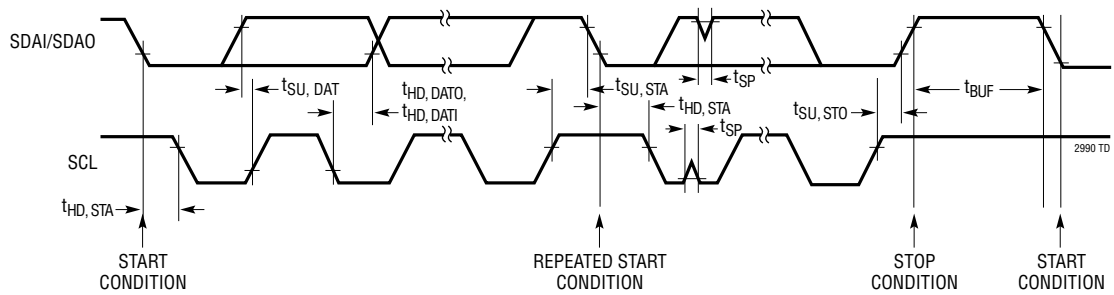 SDAI/SDAO
tSU, DAT
tHD, DATO,
tHD, DATI
tSU, STA
tHD, STA
tSP
tSP
tSU, STO
tBUF
SCL
2990 TD
tHD, STA
START
CONDITION
REPEATED START
CONDITION
STOP
CONDITION
START
CONDITION